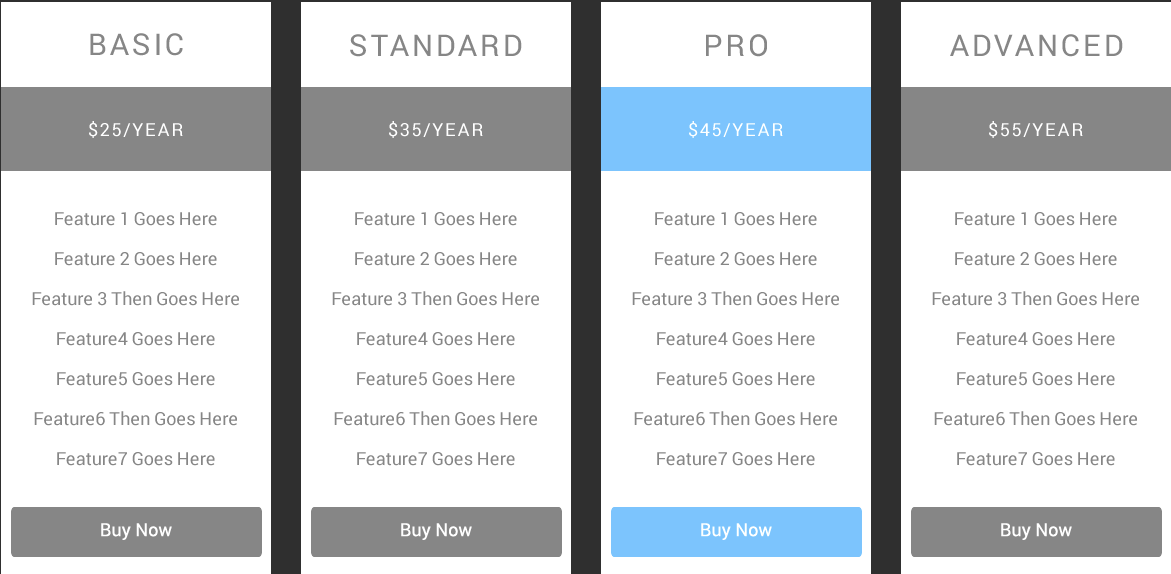 BASIC
$25/YEAR
Feature 1 Goes Here
Feature 2 Goes Here
Feature 3 Then Goes Here
Feature4 Goes Here
Feature5 Goes Here
Feature6 Then Goes Here
Feature7 Goes Here
Buy Now
STANDARD
$35/YEAR
Feature 1 Goes Here
Feature 2 Goes Here
Feature 3 Then Goes Here
Feature4 Goes Here
Feature5 Goes Here
Feature6 Then Goes Here
Feature7 Goes Here
Buy Now
PRO
$45/YEAR
Feature 1 Goes Here
Feature 2 Goes Here
Feature 3 Then Goes Here
Feature4 Goes Here
Feature5 Goes Here
Feature6 Then Goes Here
Feature7 Goes Here
Buy Now
ADVANCED
$55/YEAR
Feature 1 Goes Here
Feature 2 Goes Here
Feature 3 Then Goes Here
Feature4 Goes Here
Feature5 Goes Here
Feature6 Then Goes Here
Feature7 Goes Here
Buy Now